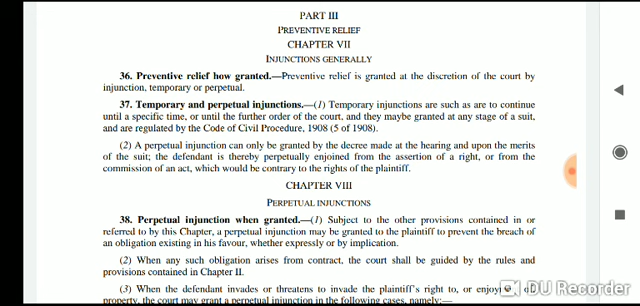 PART III
PREVENTIVE RELIEF
CHAPTER VII
INJUNCTIONS GENERALLY
36. Preventive relief how granted.—Preventive relief is granted at the discretion of the court by
injunction, temporary or perpetual.
37. Temporary and perpetual injunctions.—(1) Temporary injunctions are such as are to continue
until a specific time, or until the further order of the court, and they maybe granted at any stage of a suit,
and are regulated by the Code of Civil Procedure, 1908 (5 of 1908).
(2) A perpetual injunction can only be granted by the decree made at the hearing and upon the merits
of the suit; the defendant is thereby perpetually enjoined from the assertion of a right, or from the
commission of an act, which would be contrary to the rights of the plaintiff.
CHAPTER VIII
PERPETUAL INJUNCTIONS
38. Perpetual injunction when granted.—(1) Subject to the other provisions contained in or
referred to by this Chapter, a perpetual injunction may be granted to the plaintiff to prevent the breach of
an obligation existing in his favour, whether expressly or by implication.
(2) When any such obligation arises from contract, the court shall be guided by the rules and
provisions contained in Chapter II.
(3) When the defendant invades or threatens to invade the plaintiff's right to, or
property, the court may grant a perpetual injunction in the following cases, namely:—
DU Recorder